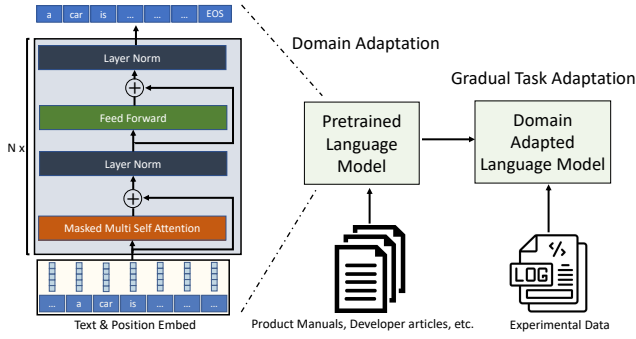 a car is ... ... ... EOS
Layer Norm
Feed Forward
Layer Norm
Masked Multi Self Attention
N x
... a car is ... ... ...
Text & Position Embed
Domain Adaptation
Gradual Task Adaptation
Pretrained
Language
Model
Domain
Adapted
Language Model
</>
LOG
Product Manuals, Developer articles, etc.
Experimental Data